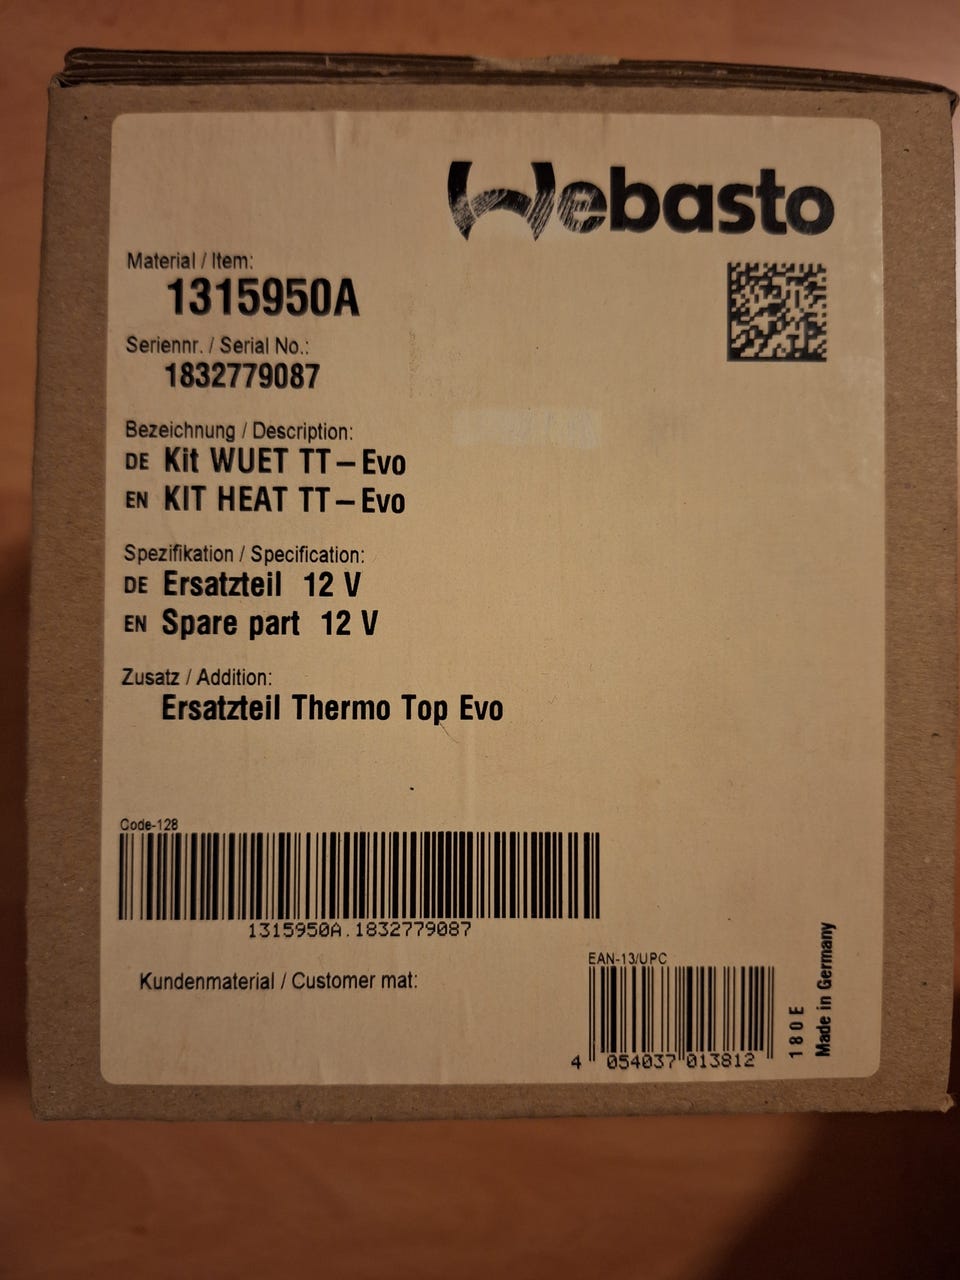 Webasto
Material / Item:
1315950A
Seriennr. / Serial No.:
1832779087
Bezeichnung / Description:
DE Kit WUET TT – Evo
EN KIT HEAT TT – Evo
Spezifikation / Specification:
DE Ersatzteil 12 V
EN Spare part 12 V
Zusatz / Addition:
Ersatzteil Thermo Top Evo
Code-128
1315950A.1832779087
Kundenmaterial / Customer mat:
EAN-13/UPC
4 054037 013812
180E
Made in Germany